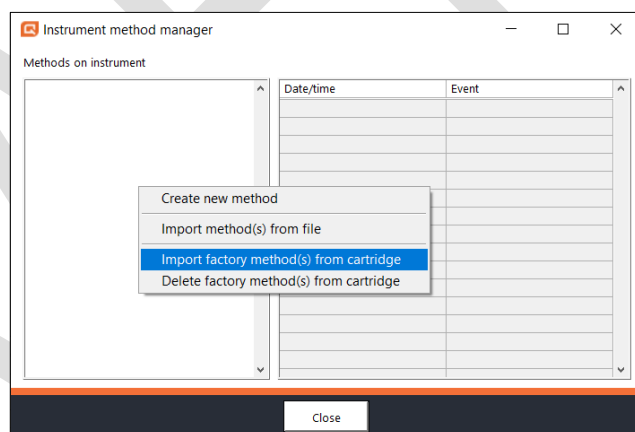 Instrument method manager
Methods on instrument
Date/time Event
Create new method
Import method(s) from file
Import factory method(s) from cartridge
Delete factory method(s) from cartridge
Close